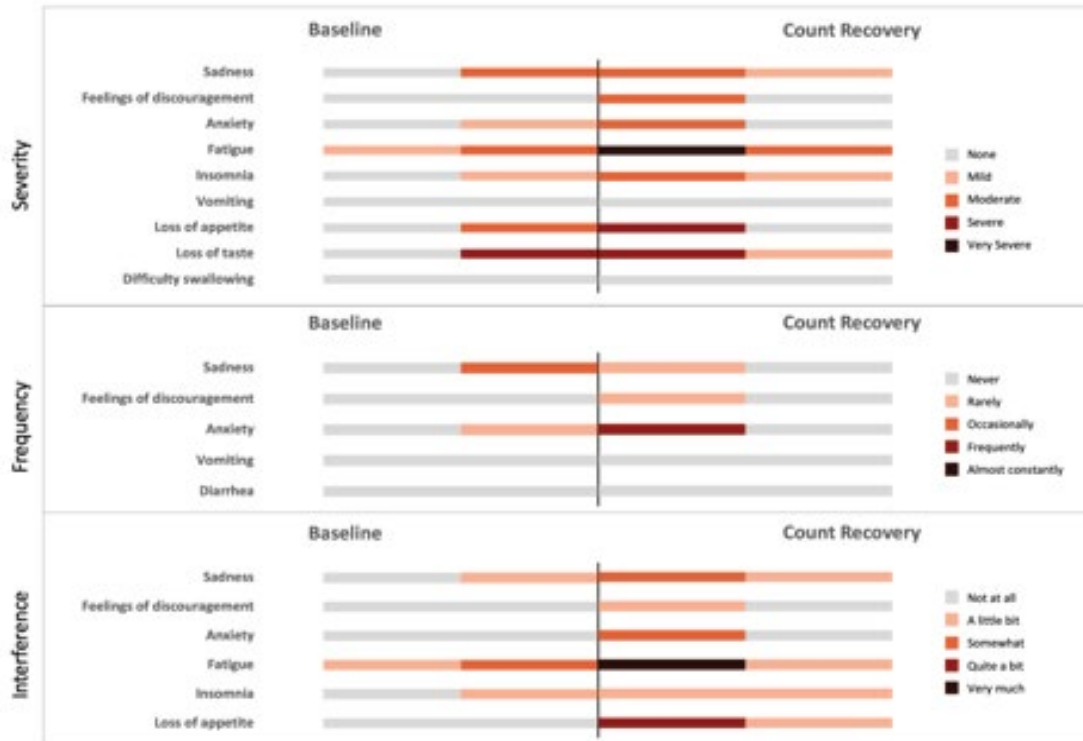 Baseline Count Recovery
Severity
Sadness
Feelings of discouragement
Anxiety
Fatigue
Insomnia
Vomiting
Loss of appetite
Loss of taste
Difficulty swallowing
None
Mild
Moderate
Severe
Very Severe
Baseline Count Recovery
Frequency
Sadness
Feelings of discouragement
Anxiety
Vomiting
Diarrhea
Never
Rarely
Occasionally
Frequently
Almost constantly
Baseline Count Recovery
Interference
Sadness
Feelings of discouragement
Anxiety
Fatigue
Insomnia
Loss of appetite
Not at all
A little bit
Somewhat
Quite a bit
Very much